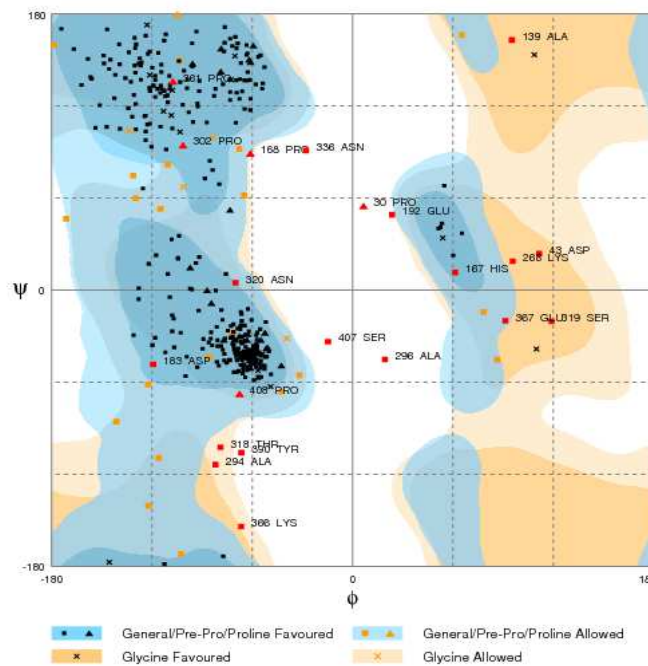 180
139 ALA
361 PRO
302 PRO
168 PRO
336 ASN
30 PRO
192 GLU
43 ASP
268 LYS
167 HIS
320 ASN
ψ
0
367 GLU
319 SER
407 SER
296 ALA
183 ASP
408 PRO
318 THR
390 TYR
294 ALA
366 LYS
-180
-180
0
18
ϕ
General/Pre-Pro/Proline Favoured
General/Pre-Pro/Proline Allowed
Glycine Favoured
Glycine Allowed